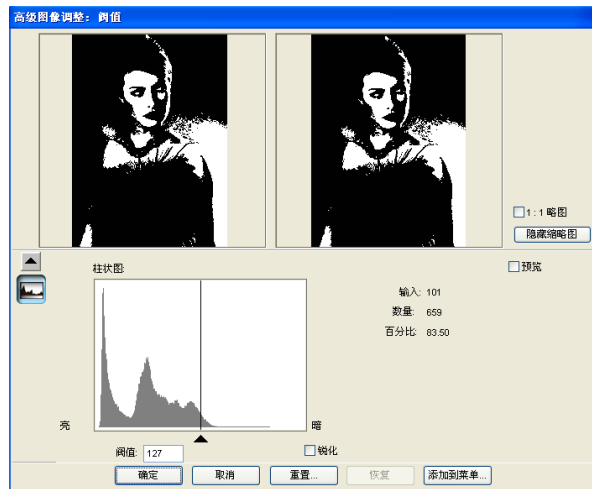 高级图像调整: 阀值
1:1略图
隐藏缩略图
预览
柱状图:
输入: 101
数量: 659
百分比: 83.50
亮
暗
阀值: 127
锐化
确定
取消
重置...
恢复
添加到菜单...